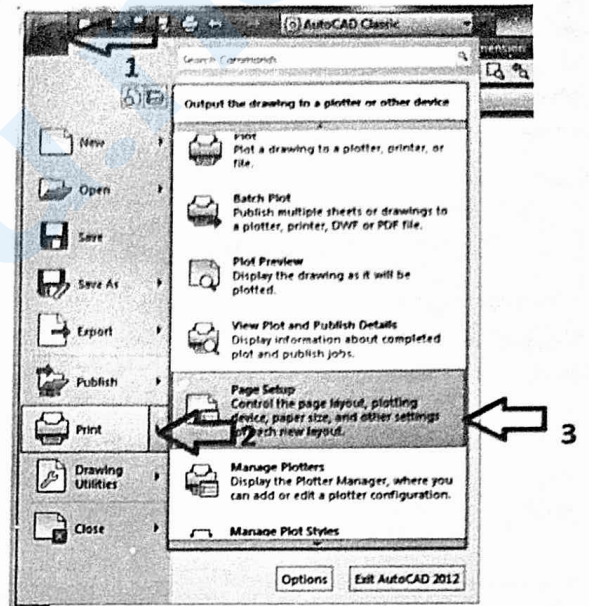 AutoCAD Classic
1
Search Commands
Output the drawing to a plotter or other device
New
Open
Save
Save As
Export
Publish
Print
Drawing
Utilities
Close
Plot
Plot a drawing to a plotter, printer, or
file.
Batch Plot
Publish multiple sheets or drawings to
a plotter, printer, DWF or PDF file.
Plot Preview
Display the drawing as it will be
plotted.
View Plot and Publish Details
Display information about completed
plot and publish jobs.
Page Setup
Control the page layout, plotting
device, paper size, and other settings
each new layout.
2
3
Manage Plotters
Display the Plotter Manager, where you
can add or edit a plotter configuration.
Manage Plot Styles
Options
Exit AutoCAD 2012